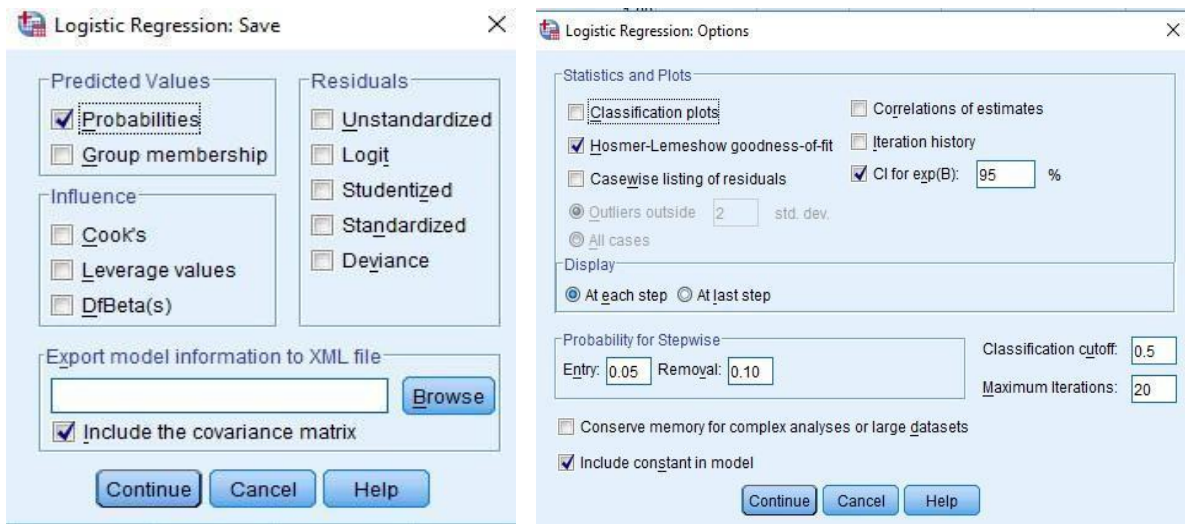 Logistic Regression: Save
Predicted Values
Probabilities
Group membership
Influence
Cook's
Leverage values
DfBeta(s)
Residuals
Unstandardized
Logit
Studentized
Standardized
Deviance
Export model information to XML file
Browse
Include the covariance matrix
Continue Cancel Help
Logistic Regression: Options
Statistics and Plots
Classification plots
Hosmer-Lemeshow goodness-of-fit
Casewise listing of residuals
Outliers outside 2 std. dev.
All cases
Correlations of estimates
Iteration history
CI for exp(B): 95 %
Display
At each step At last step
Probability for Stepwise
Entry: 0.05 Removal: 0.10
Classification cutoff: 0.5
Maximum Iterations: 20
Conserve memory for complex analyses or large datasets
Include constant in model
Continue Cancel Help